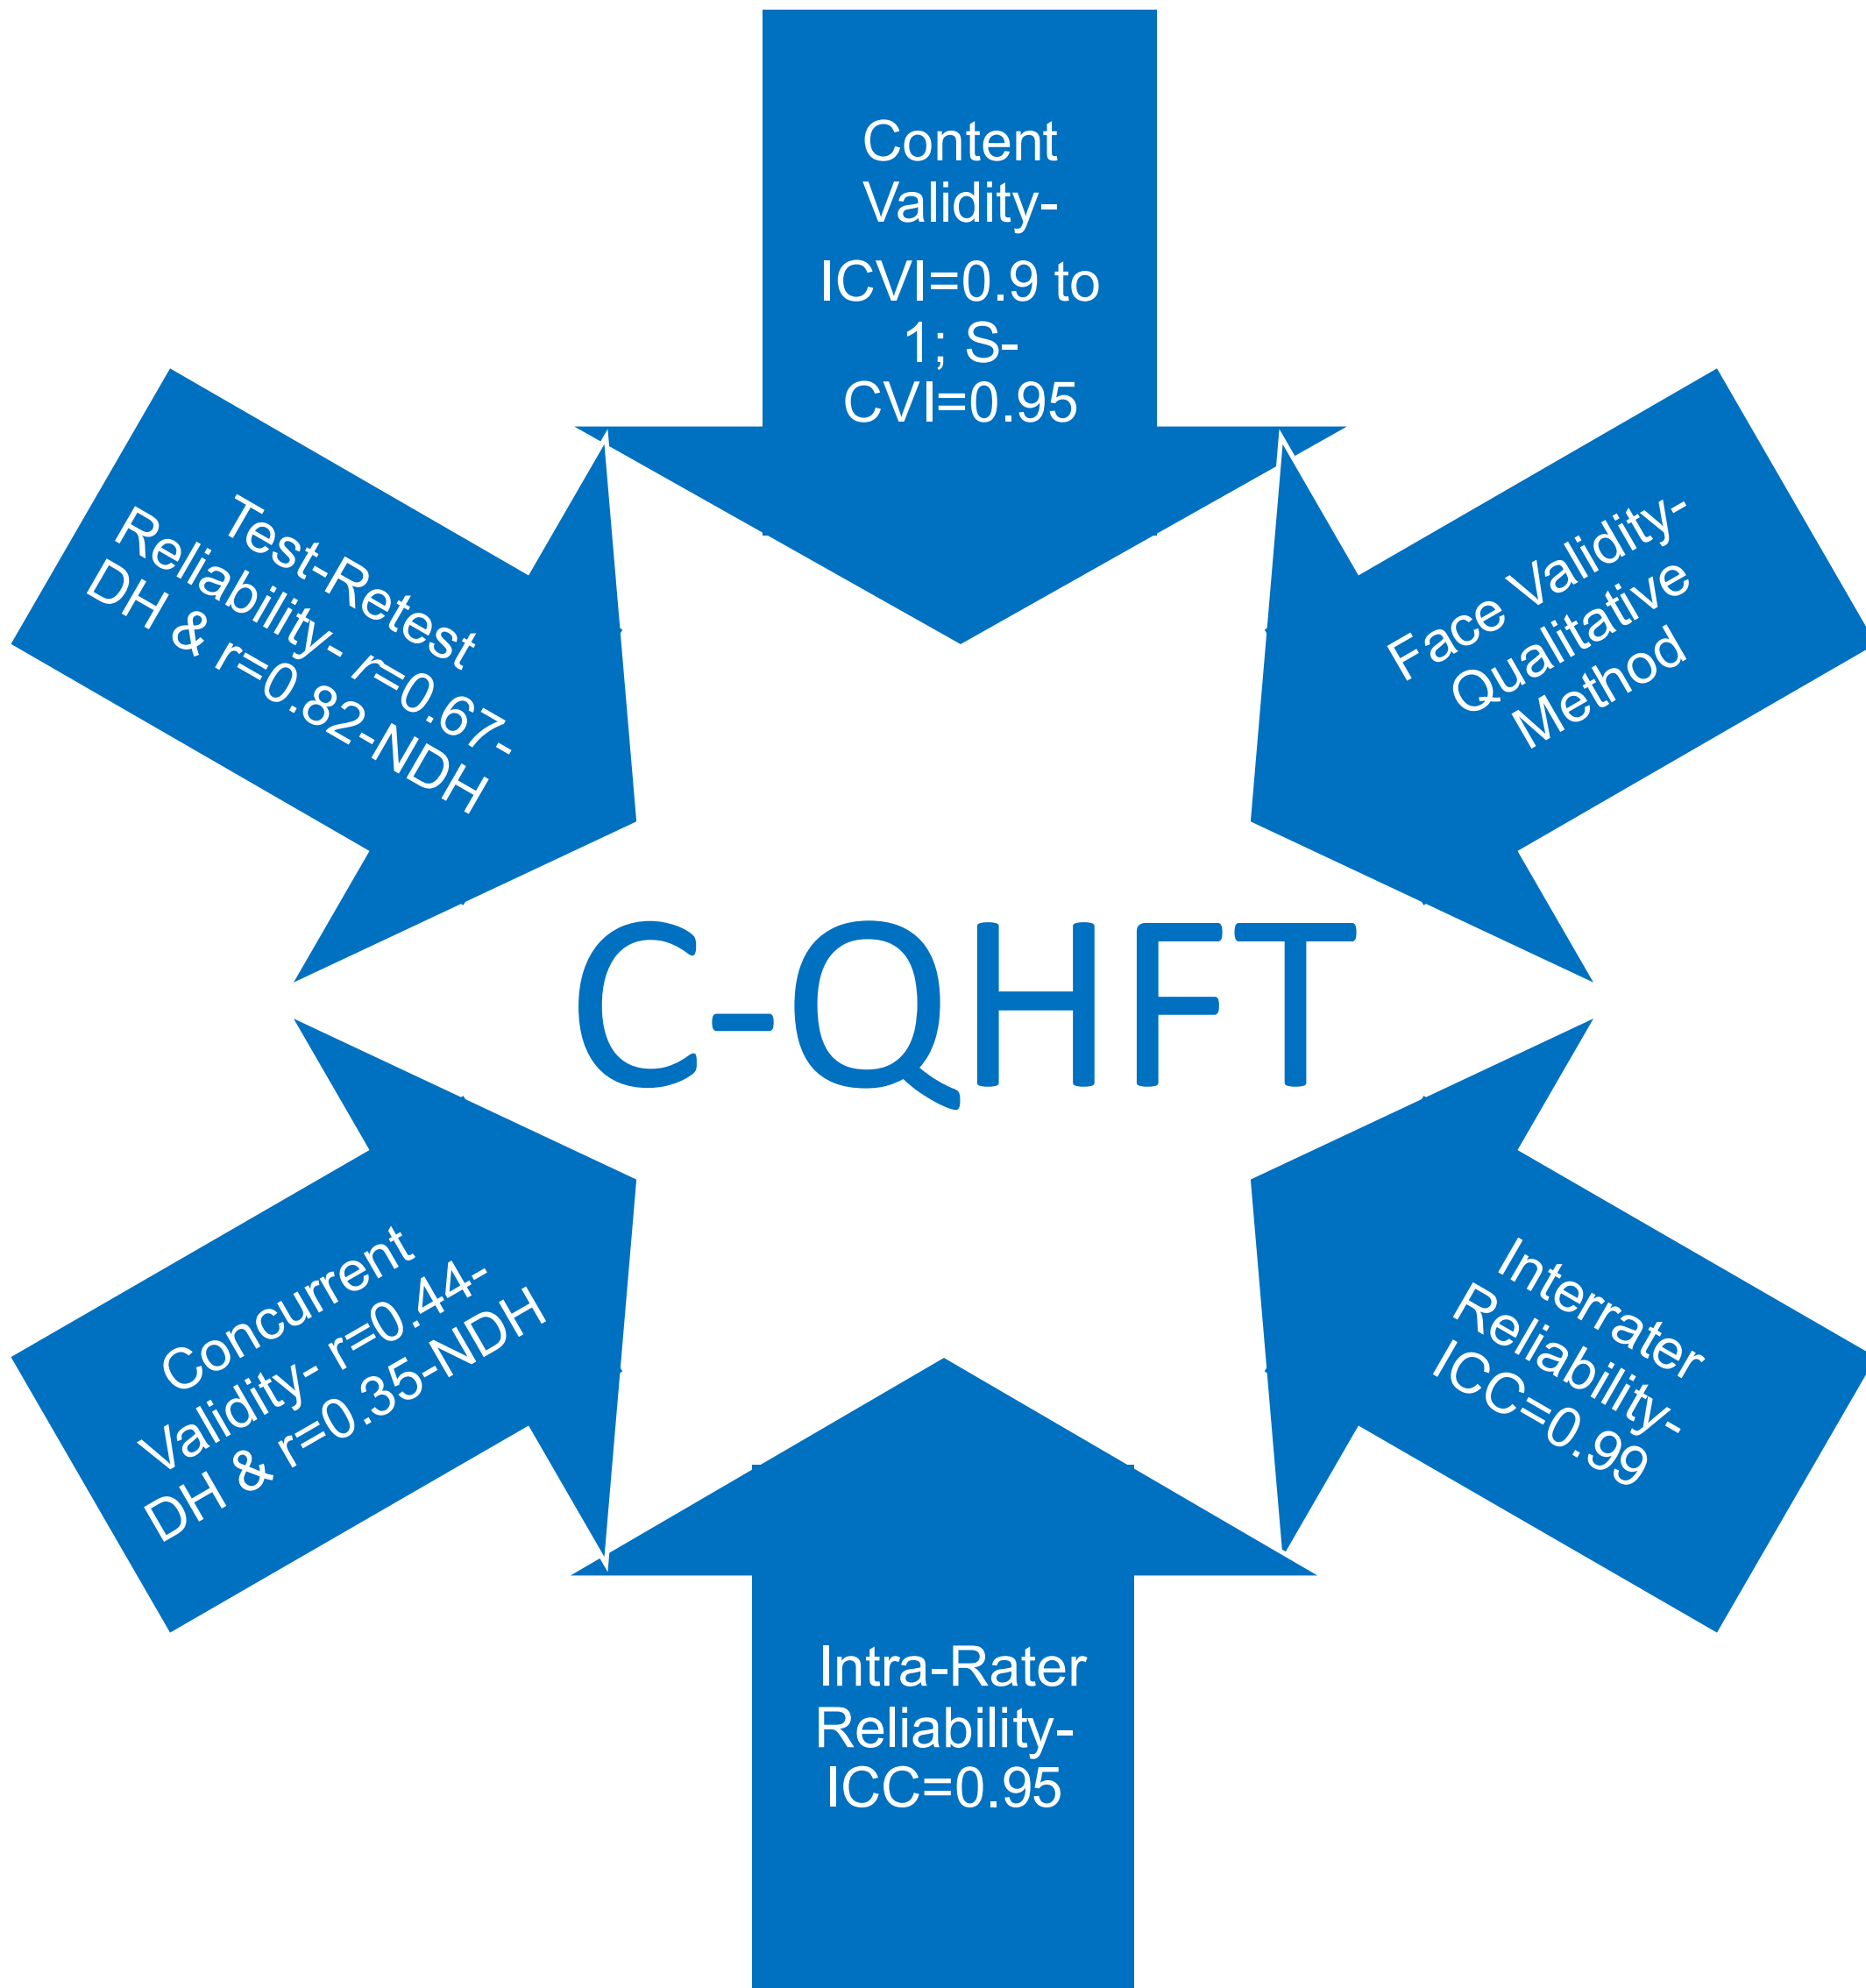 Content
Validity-
ICVI=0.9 to
1; S-
CVI=0.95
Face Validity-
Qualitative
Method
Interrater
Reliability-
ICC=0.99
Intra-Rater
Reliability-
ICC=0.95
Concurrent
Validity- r=0.44-
DH & r=0.35-NDH
Test-Retest
Reliability- r=0.67-
DH & r=0.82-NDH
C-QHFT